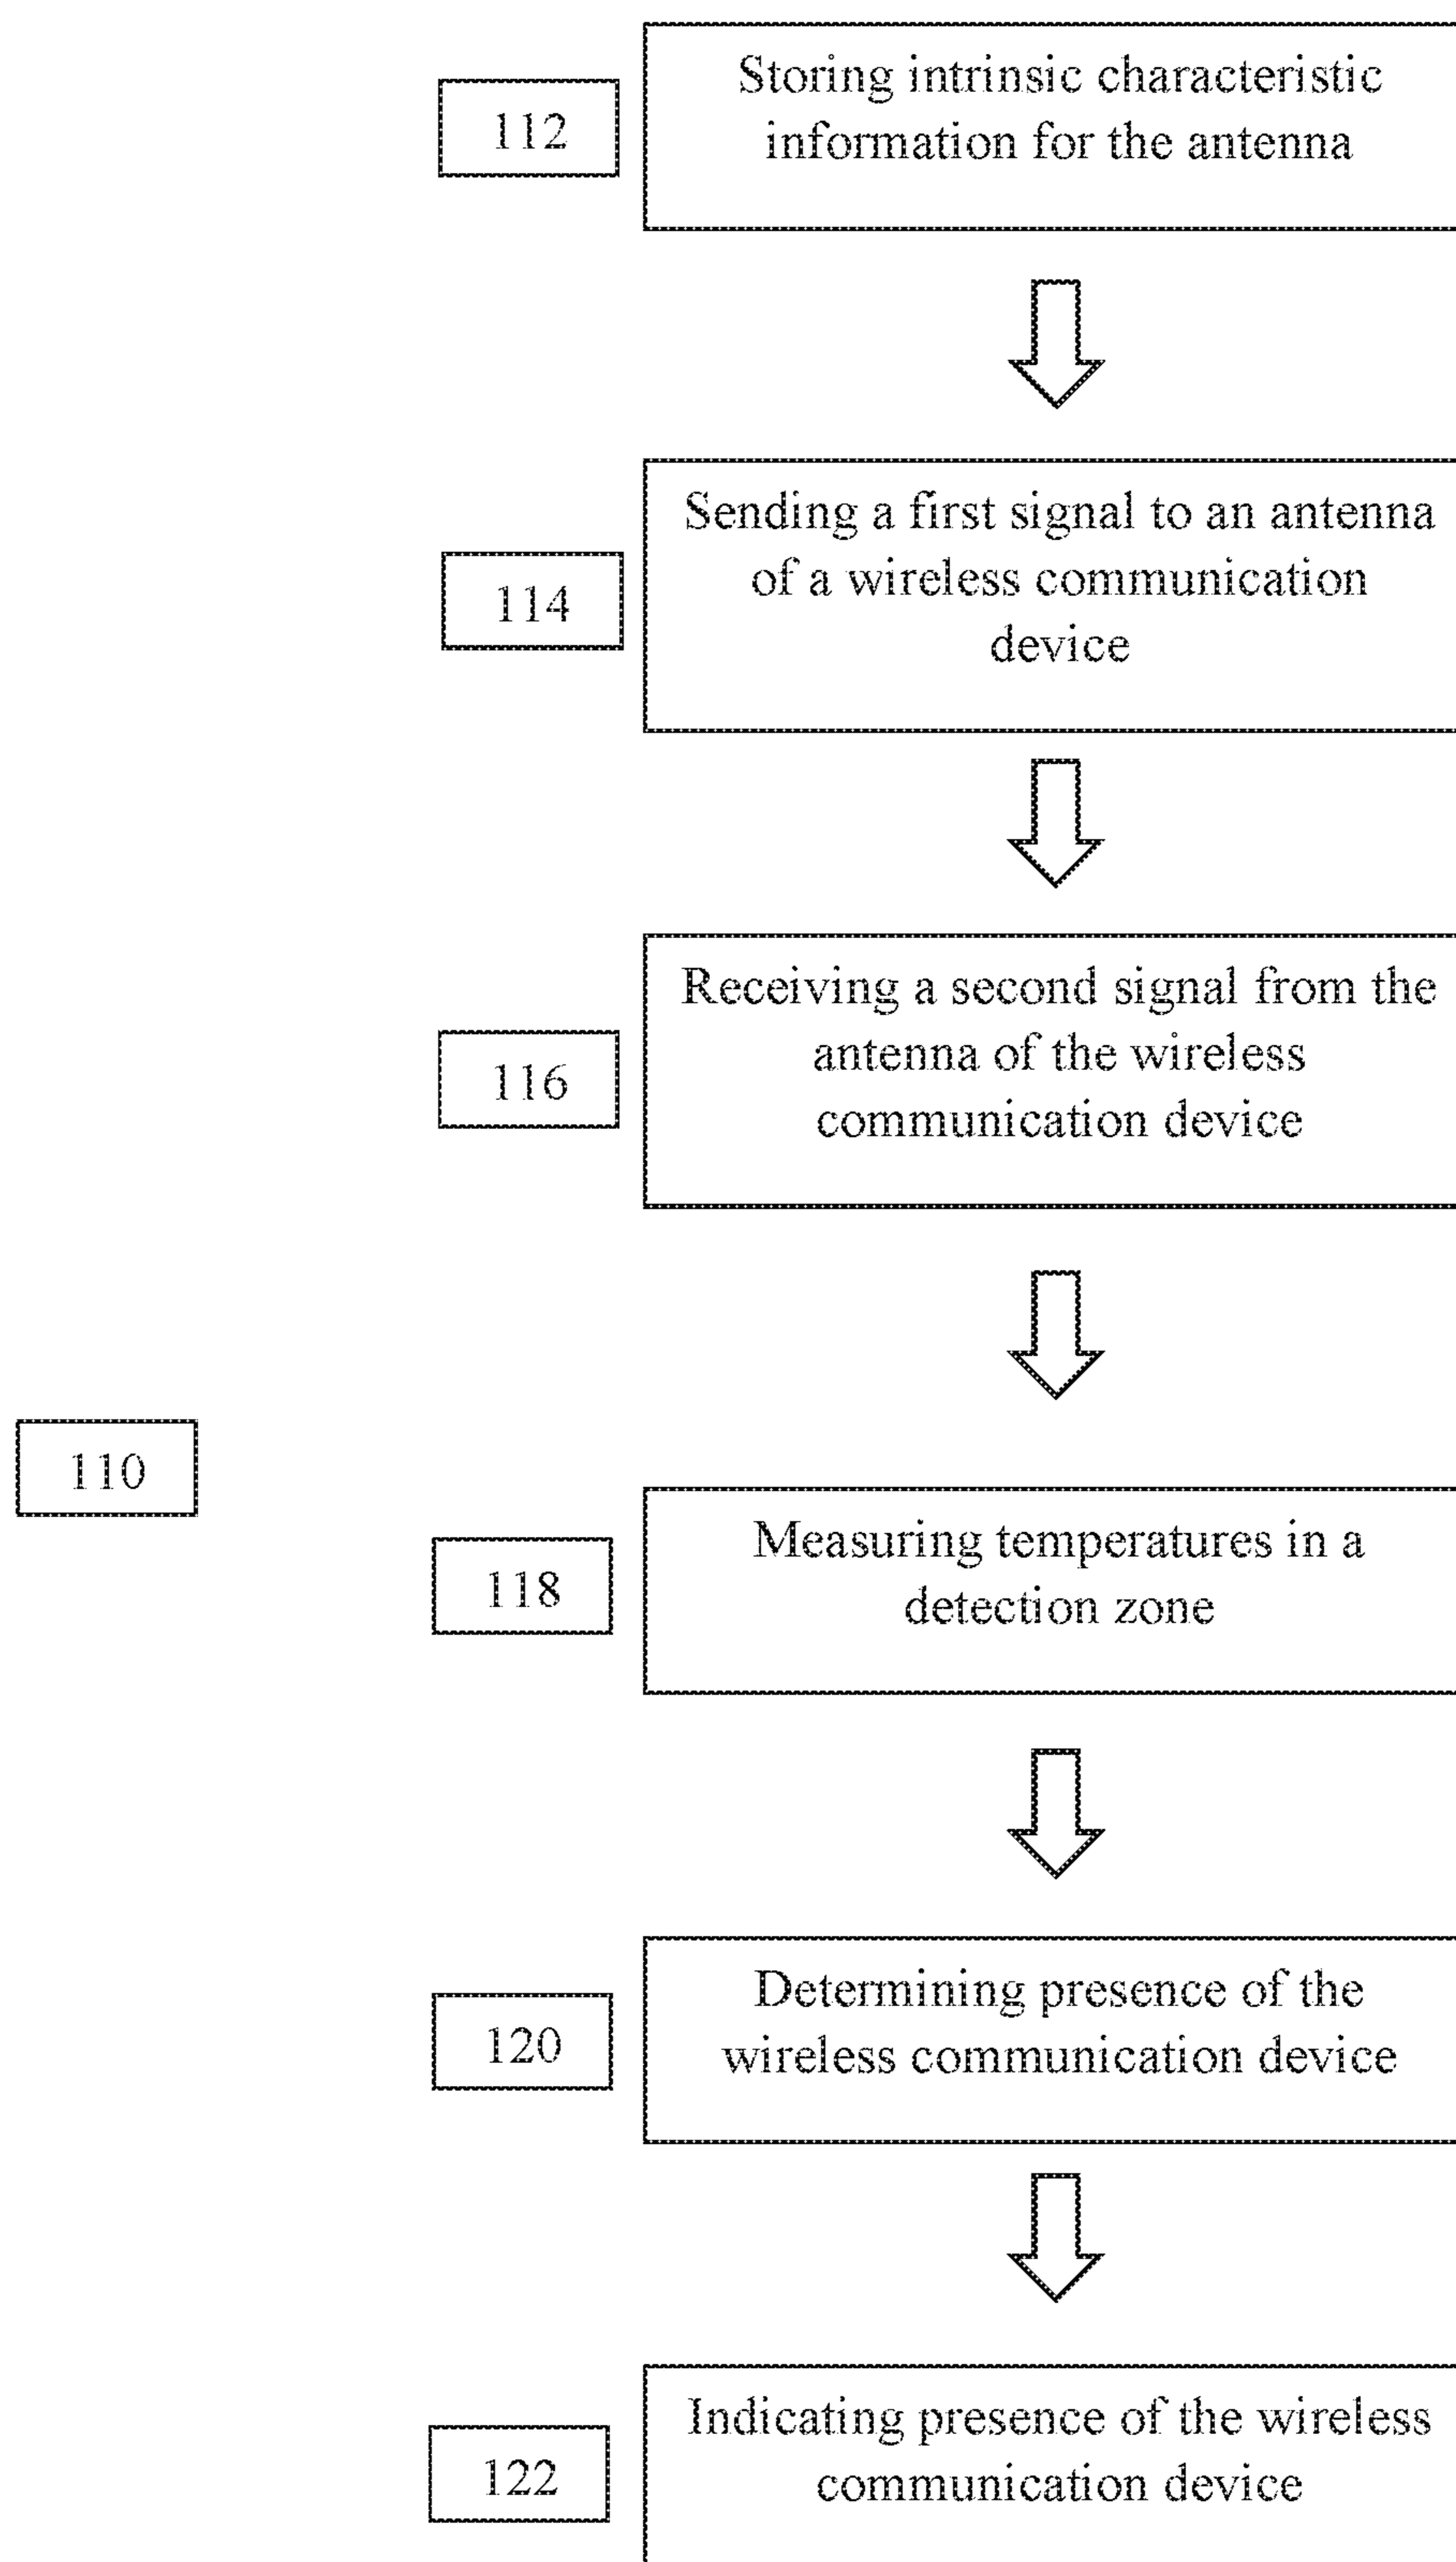 112
Storing intrinsic characteristic
information for the antenna
114
Sending a first signal to an antenna
of a wireless communication
device
116
Receiving a second signal from the
antenna of the wireless
communication device
110
118
Measuring temperatures in a
detection zone
120
Determining presence of the
wireless communication device
122
Indicating presence of the wireless
communication device